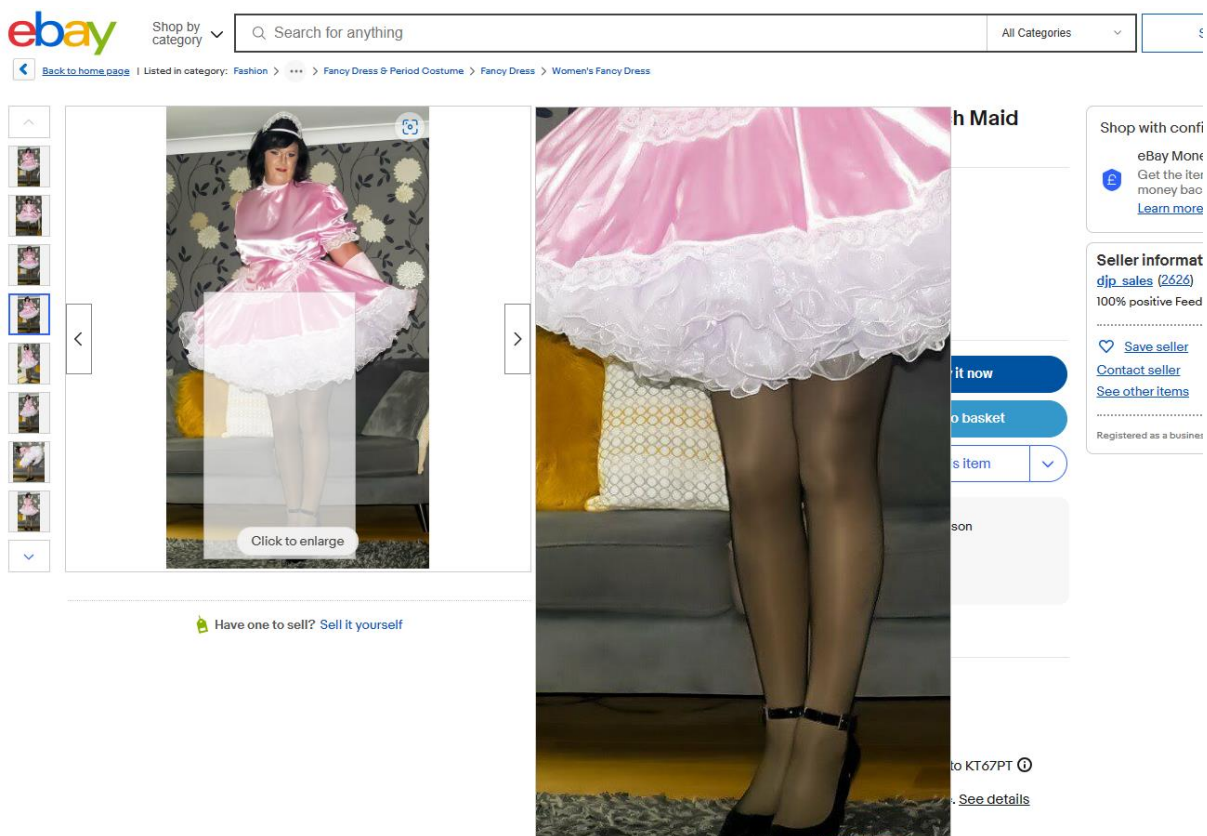 ebay
Shop by
category
Search for anything
All Categories
Back to home page | Listed in category: Fashion > ••• > Fancy Dress & Period Costume > Fancy Dress > Women's Fancy Dress
h Maid
Click to enlarge
Have one to sell? Sell it yourself
it now
o basket
s item
son
to KT67PT
. See details
Shop with confi
eBay Mone
Get the iter
money bac
Learn more
Seller informat
djp_sales (2626)
100% positive Feed
Save seller
Contact seller
See other items
Registered as a busines